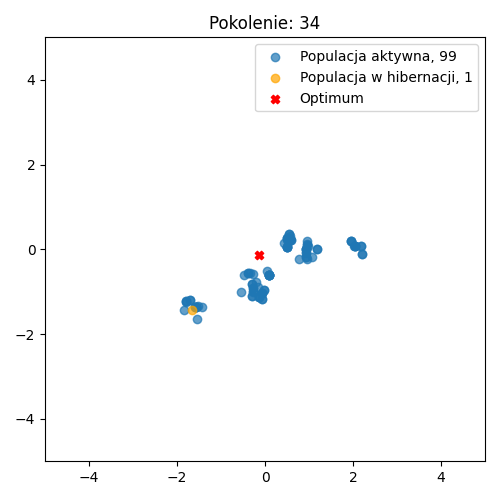 Pokolenie: 34
Populacja aktywna, 99
Populacja w hibernacji, 1
Optimum
4
2
0
−2
−4
−4
−2
0
2
4